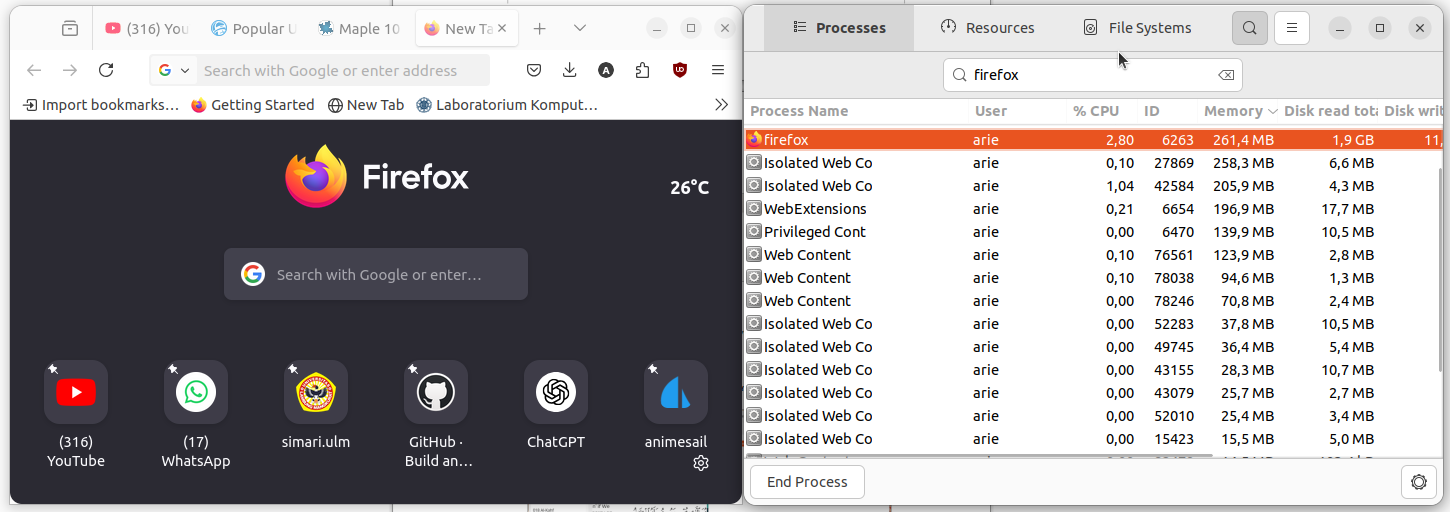 (316) You
Popular U
Maple 10
New Ta
Search with Google or enter address
Import bookmarks…
Getting Started
New Tab
Laboratorium Komput…
Firefox
26°C
Search with Google or enter…
(316)
YouTube
(17)
WhatsApp
simari.ulm
GitHub ·
Build an…
ChatGPT
animesail
Processes
Resources
File Systems
firefox
Process Name User % CPU ID Memory Disk read tota Disk writ
firefox arie 2,80 6263 261,4 MB 1,9 GB 11,
Isolated Web Co arie 0,10 27869 258,3 MB 6,6 MB
Isolated Web Co arie 1,04 42584 205,9 MB 4,3 MB
WebExtensions arie 0,21 6654 196,9 MB 17,7 MB
Privileged Cont arie 0,00 6470 139,9 MB 10,5 MB
Web Content arie 0,10 76561 123,9 MB 2,8 MB
Web Content arie 0,10 78038 94,6 MB 1,3 MB
Web Content arie 0,00 78246 70,8 MB 2,4 MB
Isolated Web Co arie 0,00 52283 37,8 MB 10,5 MB
Isolated Web Co arie 0,00 49745 36,4 MB 5,4 MB
Isolated Web Co arie 0,00 43155 28,3 MB 10,7 MB
Isolated Web Co arie 0,00 43079 25,7 MB 2,7 MB
Isolated Web Co arie 0,00 52010 25,4 MB 3,4 MB
Isolated Web Co arie 0,00 15423 15,5 MB 5,0 MB
End Process